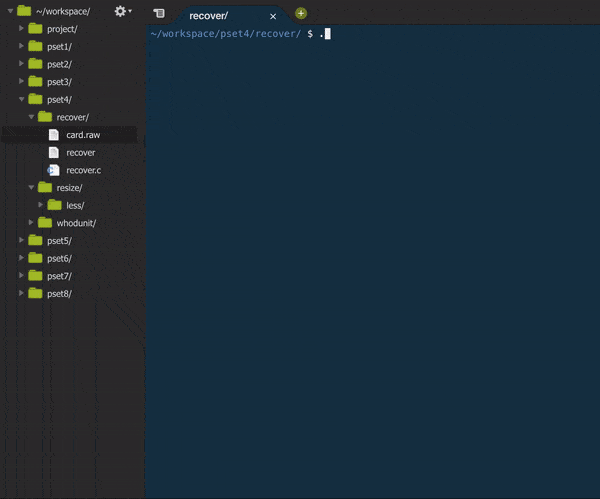 ~/workspace/
project/
pset1/
pset2/
pset3/
pset4/
recover/
card.raw
recover
recover.c
resize/
less/
whodunit/
pset5/
pset6/
pset7/
pset8/
recover/
~/workspace/pset4/recover/ $ .